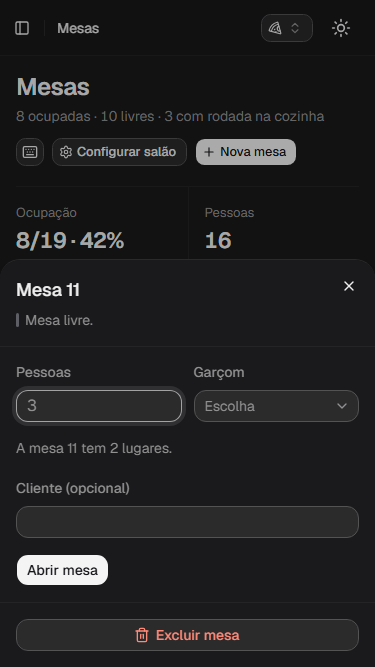 Mesas
Mesas
8 ocupadas · 10 livres · 3 com rodada na cozinha
Configurar salão
Nova mesa
Ocupação
Pessoas
8/19 · 42%
16
Mesa 11
Mesa livre.
Pessoas
Garçom
3
Escolha
A mesa 11 tem 2 lugares.
Cliente (opcional)
Abrir mesa
Excluir mesa